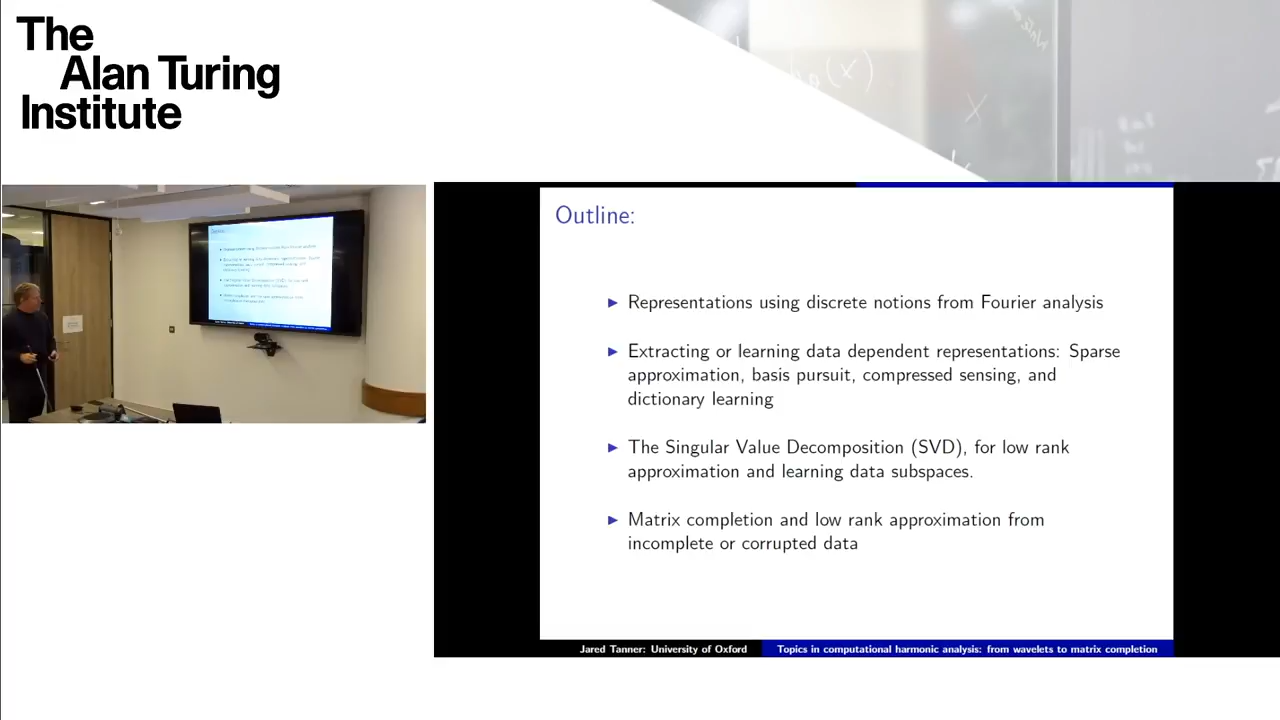 The
Alan Turing
Institute
Outline:
▶ Representations using discrete notions from Fourier analysis
▶ Extracting or learning data dependent representations: Sparse
approximation, basis pursuit, compressed sensing, and
dictionary learning
▶ The Singular Value Decomposition (SVD), for low rank
approximation and learning data subspaces.
▶ Matrix completion and low rank approximation from
incomplete or corrupted data
Jared Tanner: University of Oxford
Topics in computational harmonic analysis: from wavelets to matrix completion